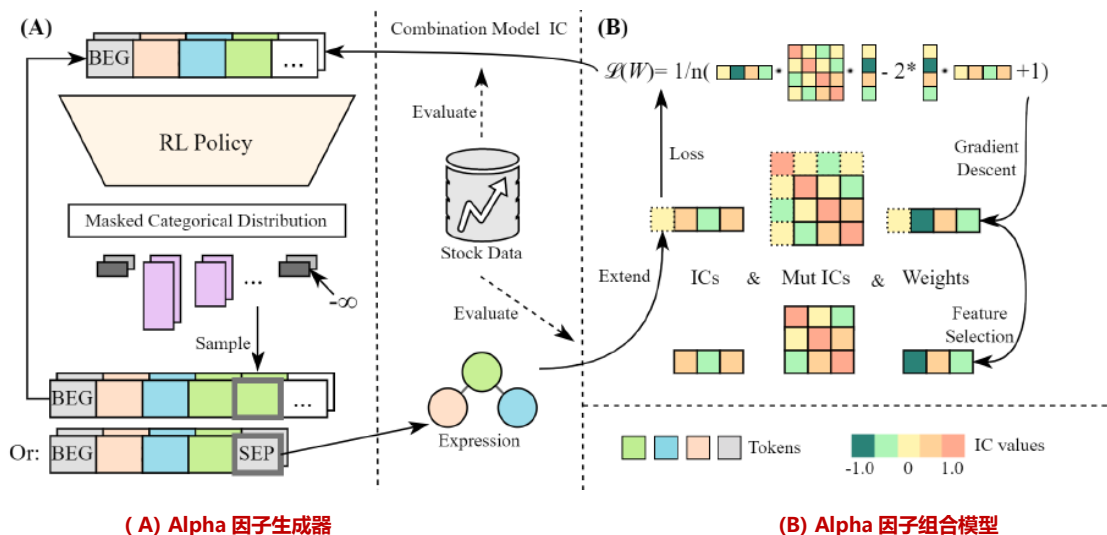 (A)
BEG
...
RL Policy
Masked Categorical Distribution
...
-∞
Sample
BEG
...
Or:
BEG
SEP
Combination Model IC
Evaluate
Stock Data
Evaluate
Expression
(B)
ℒ(W)= 1/n( * * - 2* * +1)
Loss
Gradient
Descent
Extend
ICs & Mut ICs & Weights
Feature
Selection
Tokens
IC values
-1.0 0 1.0
( A) Alpha 因子生成器
(B) Alpha 因子组合模型